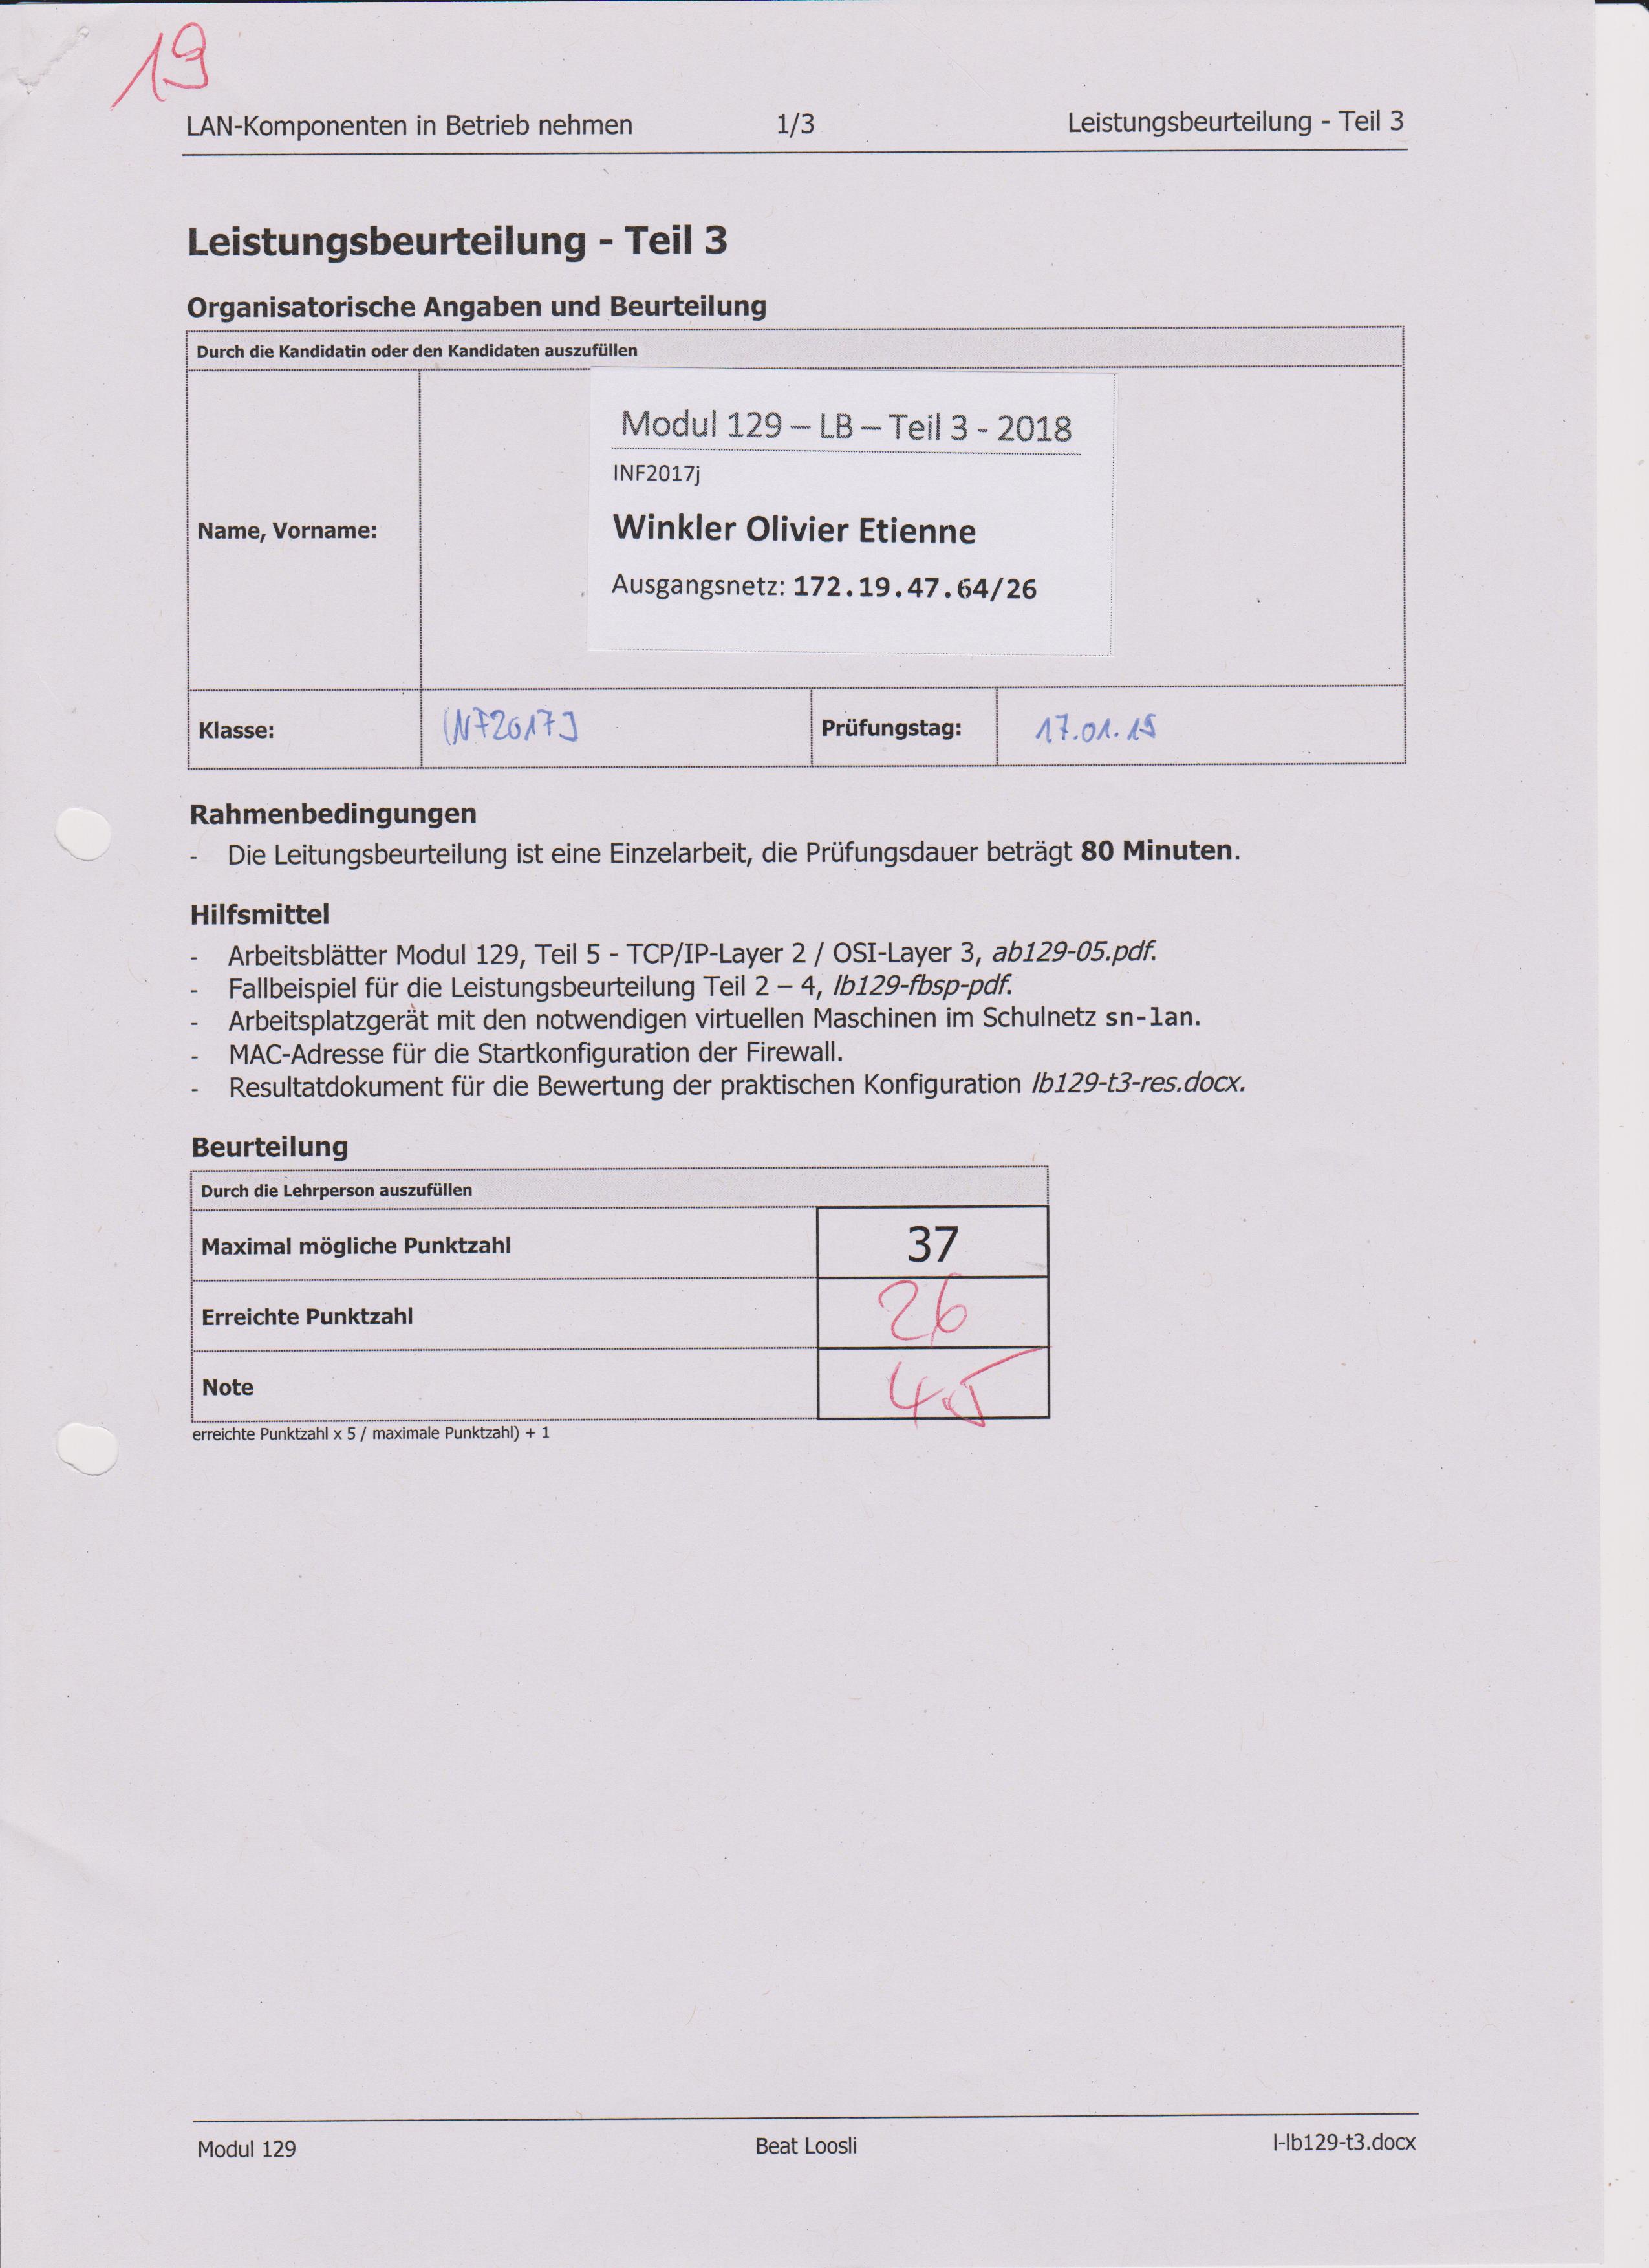 19
LAN-Komponenten in Betrieb nehmen 1/3 Leistungsbeurteilung - Teil 3
Leistungsbeurteilung - Teil 3
Organisatorische Angaben und Beurteilung
Durch die Kandidatin oder den Kandidaten auszufüllen
Modul 129 – LB – Teil 3 - 2018
INF2017j
Name, Vorname: Winkler Olivier Etienne
Ausgangsnetz: 172.19.47.64/26
Klasse: INF2017J Prüfungstag: 17.01.19
Rahmenbedingungen
- Die Leitungsbeurteilung ist eine Einzelarbeit, die Prüfungsdauer beträgt 80 Minuten.
Hilfsmittel
- Arbeitsblätter Modul 129, Teil 5 - TCP/IP-Layer 2 / OSI-Layer 3, ab129-05.pdf.
- Fallbeispiel für die Leistungsbeurteilung Teil 2 – 4, lb129-fbsp-pdf.
- Arbeitsplatzgerät mit den notwendigen virtuellen Maschinen im Schulnetz sn-lan.
- MAC-Adresse für die Startkonfiguration der Firewall.
- Resultatdokument für die Bewertung der praktischen Konfiguration lb129-t3-res.docx.
Beurteilung
Durch die Lehrperson auszufüllen
Maximal mögliche Punktzahl 37
Erreichte Punktzahl 26
Note 4.5
erreichte Punktzahl x 5 / maximale Punktzahl) + 1
Modul 129 Beat Loosli l-lb129-t3.docx